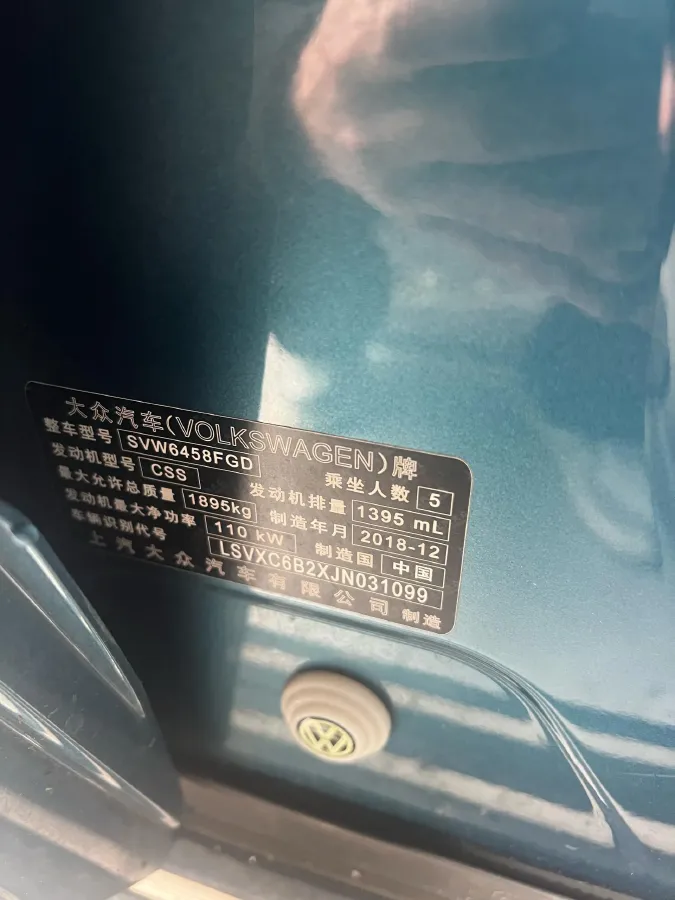 大众汽车(VOLKSWAGEN)牌
整车型号 SVW6458FGD 乘坐人数 5
发动机型号 CSS 发动机排量 1395 mL
最大允许总质量 1895kg 制造年月 2018-12
发动机最大净功率 110 kW 制造国 中国
车辆识别代号 LSVXC6B2XJN031099
上汽大众汽车有限公司 制造